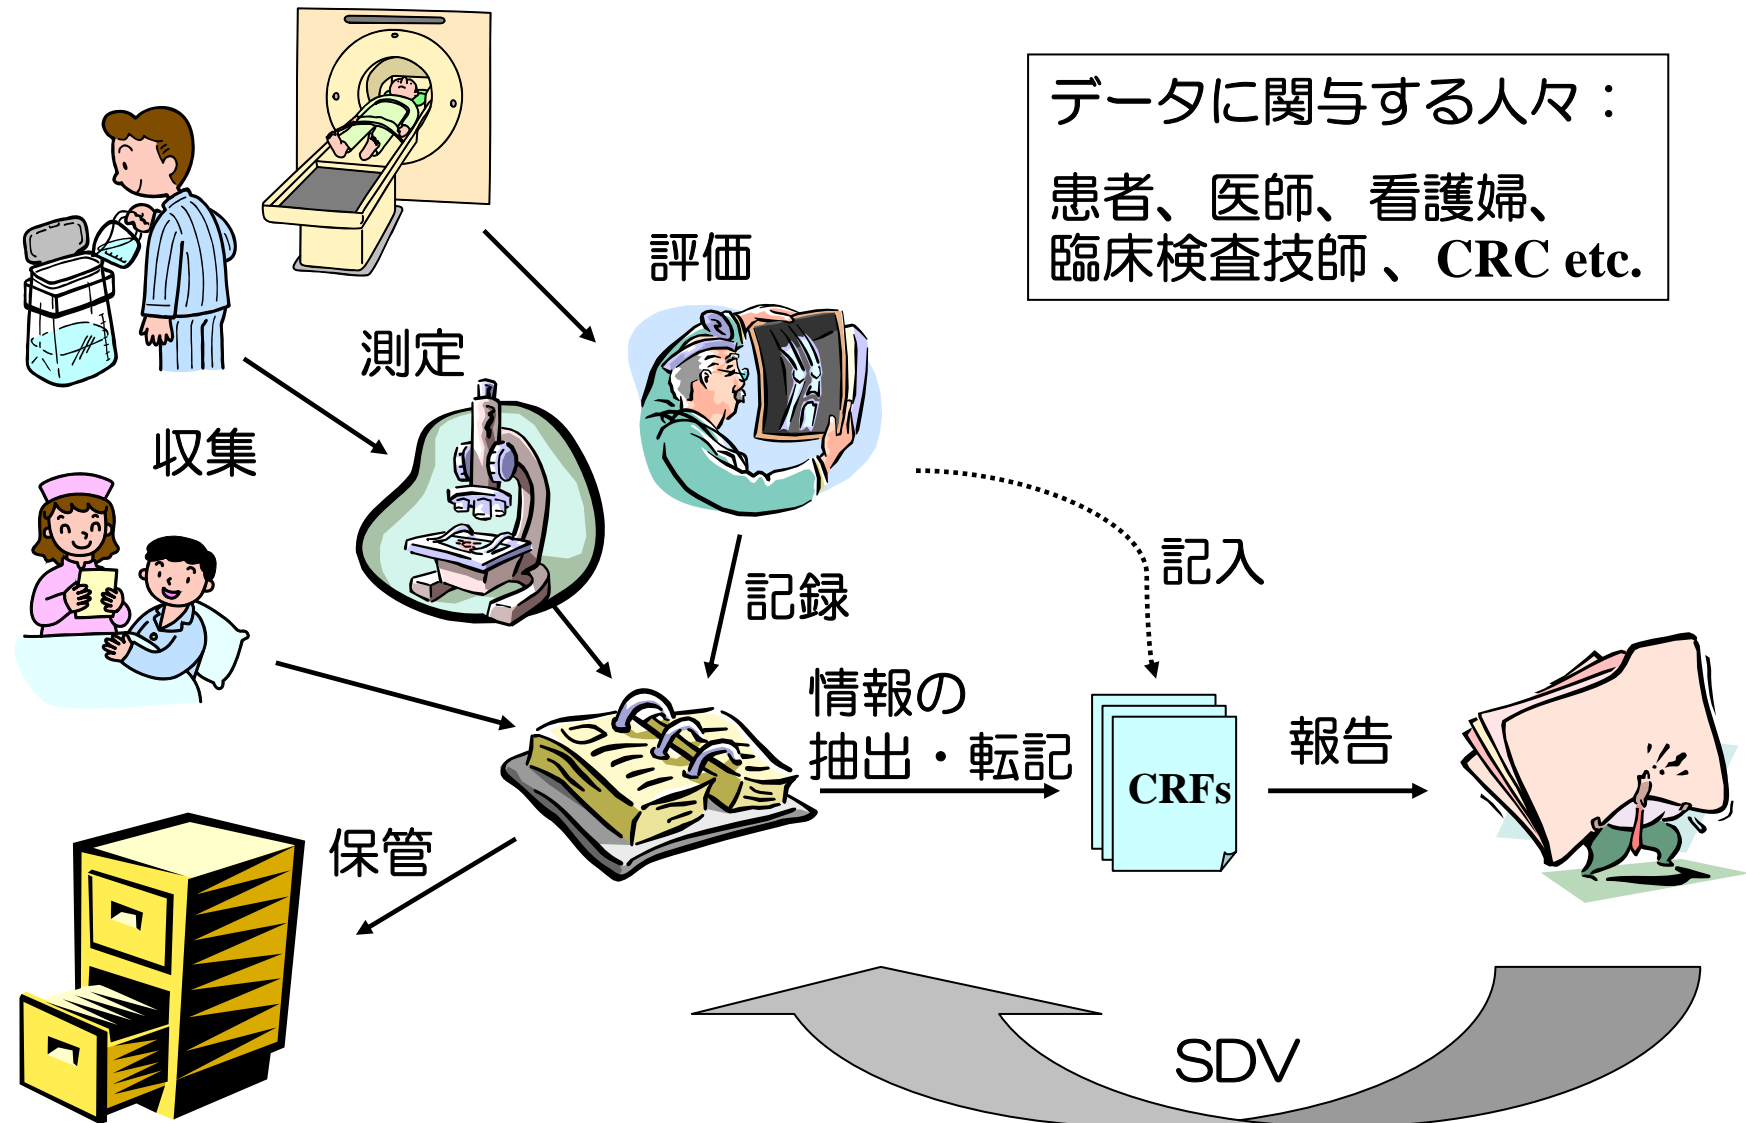 データに関与する人々：
患者、医師、看護婦、
臨床検査技師 、CRC etc.
評価
測定
収集
記入
記録
情報の
抽出・転記
CRFs
報告
保管
SDV